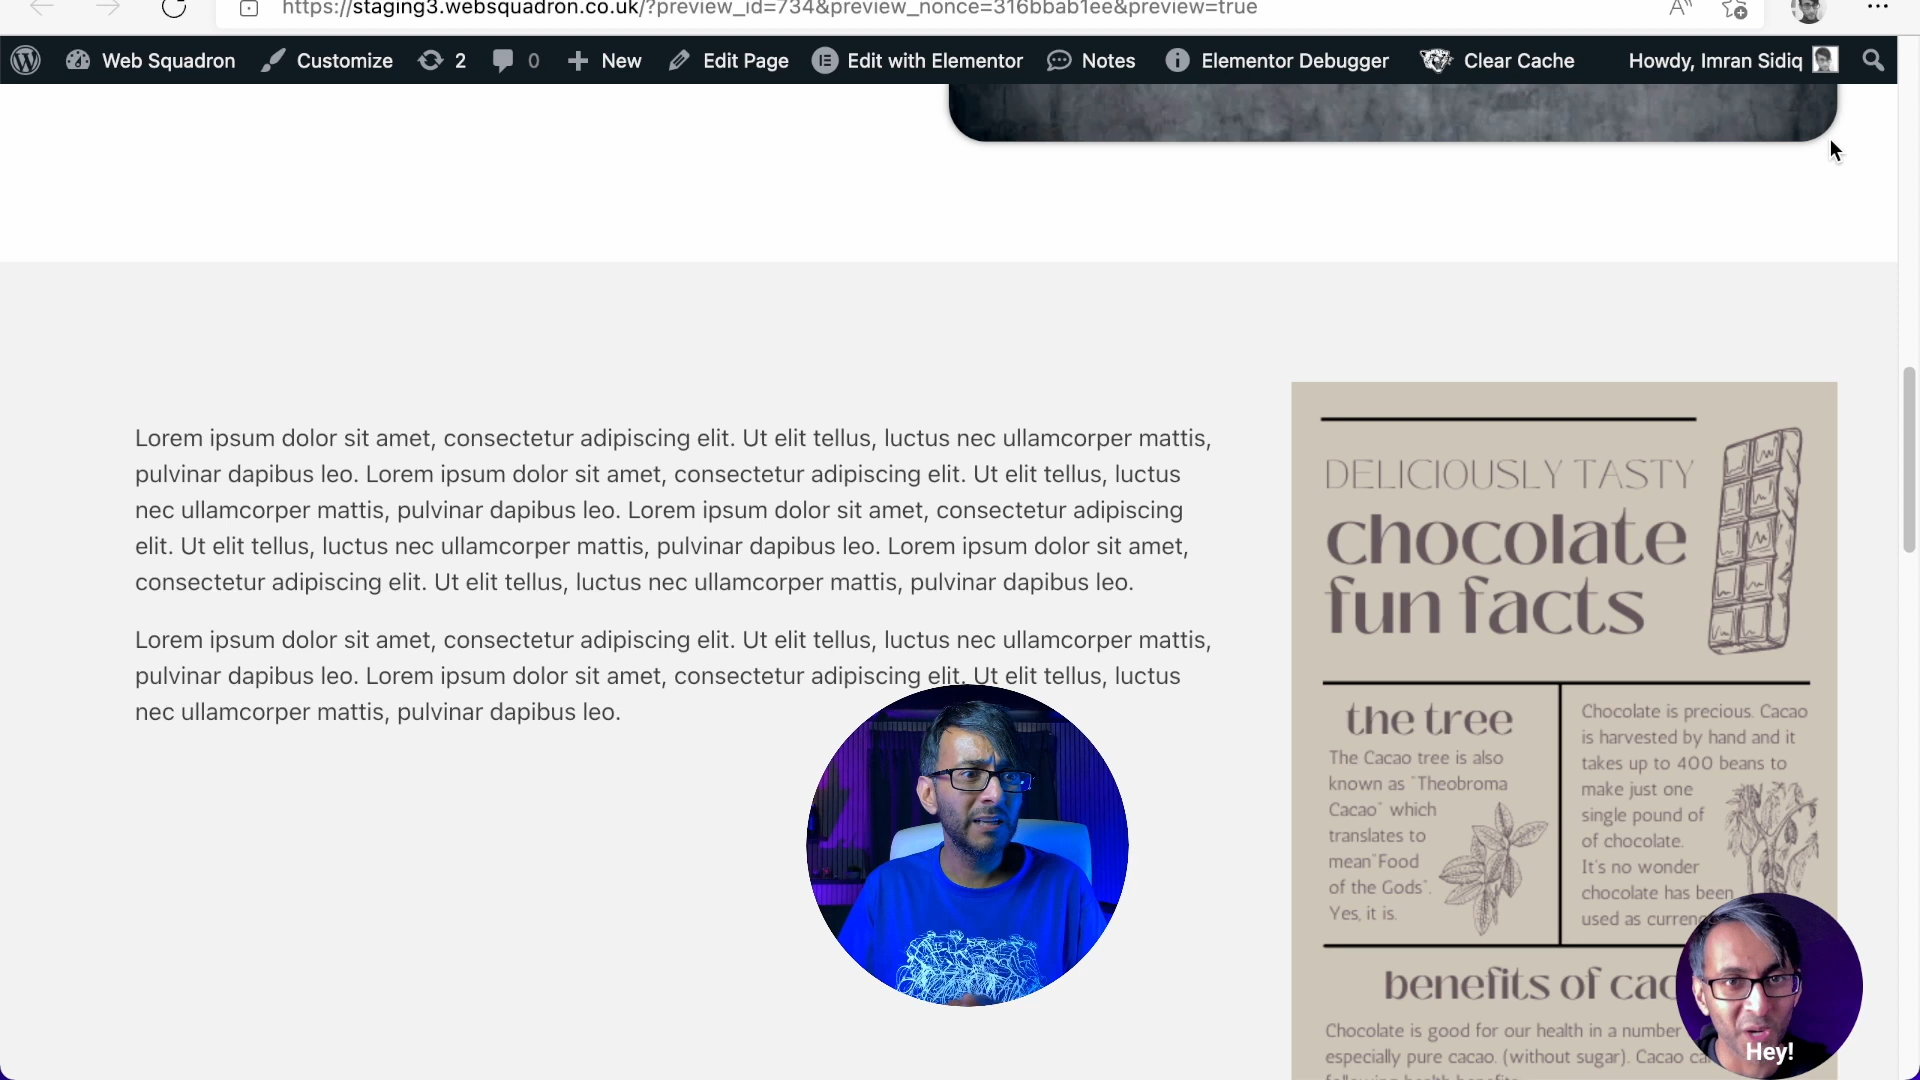 https://staging3.websquadron.co.uk/?preview_id=734&preview_nonce=316bbab1ee&preview=true
Web Squadron Customize 2 0 New Edit Page Edit with Elementor Notes Elementor Debugger Clear Cache Howdy, Imran Sidiq
Lorem ipsum dolor sit amet, consectetur adipiscing elit. Ut elit tellus, luctus nec ullamcorper mattis,
pulvinar dapibus leo. Lorem ipsum dolor sit amet, consectetur adipiscing elit. Ut elit tellus, luctus
nec ullamcorper mattis, pulvinar dapibus leo. Lorem ipsum dolor sit amet, consectetur adipiscing
elit. Ut elit tellus, luctus nec ullamcorper mattis, pulvinar dapibus leo. Lorem ipsum dolor sit amet,
consectetur adipiscing elit. Ut elit tellus, luctus nec ullamcorper mattis, pulvinar dapibus leo.
Lorem ipsum dolor sit amet, consectetur adipiscing elit. Ut elit tellus, luctus nec ullamcorper mattis,
pulvinar dapibus leo. Lorem ipsum dolor sit amet, consectetur adipiscing elit. Ut elit tellus, luctus
nec ullamcorper mattis, pulvinar dapibus leo.
DELICIOUSLY TASTY
chocolate
fun facts
the tree
The Cacao tree is also
known as "Theobroma
Cacao" which
translates to
mean"Food
of the Gods".
Yes, it is.
Chocolate is precious. Cacao
is harvested by hand and it
takes up to 400 beans to
make just one
single pound of
of chocolate.
It's no wonder
chocolate has been
used as
benefits of
Chocolate is good for our health in a number
especially pure cacao. (without sugar). Cacao
Hey!